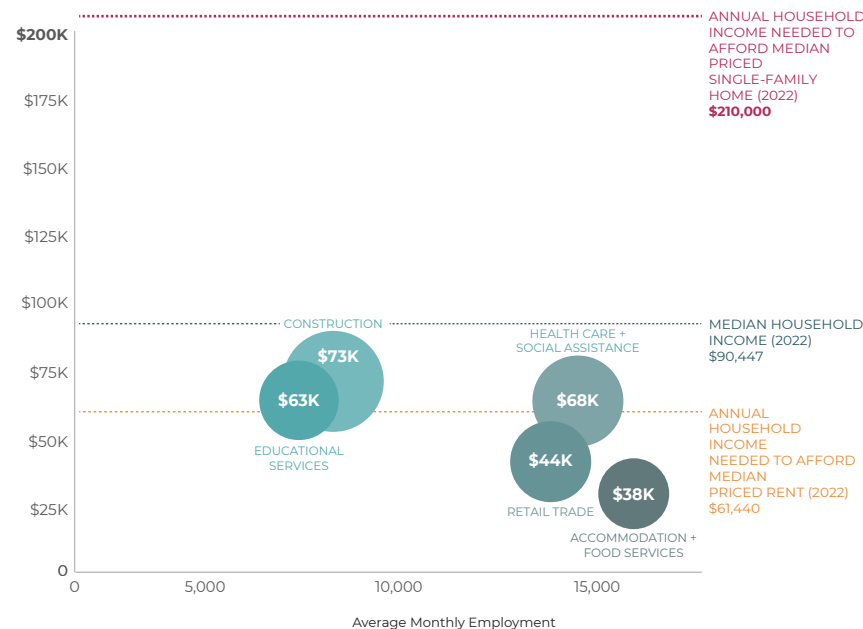 ANNUAL HOUSEHOLD
INCOME NEEDED TO
AFFORD MEDIAN
PRICED
SINGLE-FAMILY
HOME (2022)
$210,000
$200K
$175K
$150K
$125K
$100K
$75K
$50K
$25K
0
CONSTRUCTION
$73K
$63K
EDUCATIONAL
SERVICES
HEALTH CARE +
SOCIAL ASSISTANCE
$68K
$44K
RETAIL TRADE
$38K
ACCOMMODATION +
FOOD SERVICES
MEDIAN HOUSEHOLD
INCOME (2022)
$90,447
ANNUAL
HOUSEHOLD
INCOME
NEEDED TO AFFORD
MEDIAN
PRICED RENT (2022)
$61,440
0
5,000
10,000
15,000
Average Monthly Employment